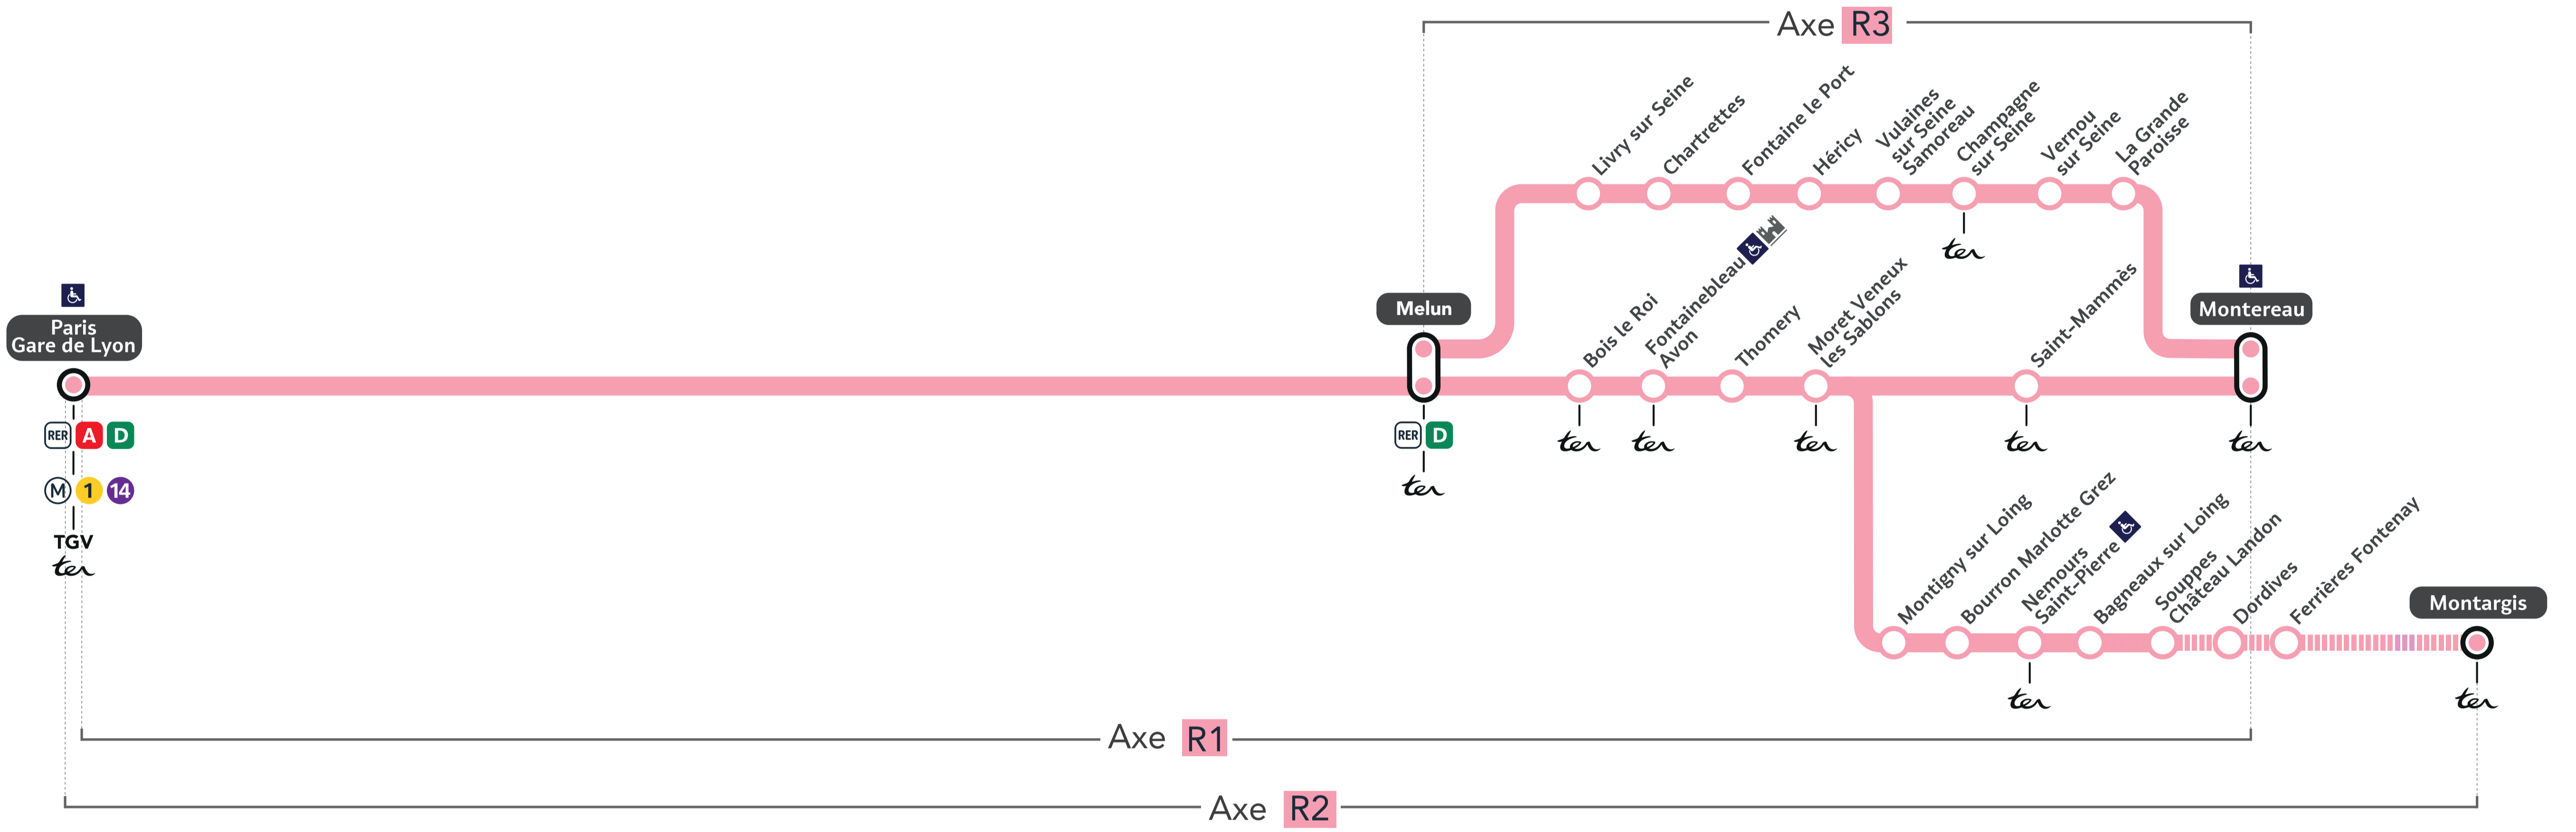 Axe R3
Livry sur Seine
Chartrettes
Fontaine le Port
Héricy
Vulaines
sur Seine
Samoreau
Champagne
sur Seine
Vernou
sur Seine
La Grande
Paroisse
ter
Paris
Gare de Lyon
RER A D
M 1 14
TGV
ter
Melun
RER D
ter
Bois le Roi
ter
Fontainebleau
Avon
ter
Thomery
Moret Veneux
les Sablons
ter
Saint-Mammès
ter
Montereau
ter
Montigny sur Loing
Bourron Marlotte Grez
Nemours
Saint-Pierre
ter
Bagneaux sur Loing
Souppes
Château Landon
Dordives
Ferrières Fontenay
Montargis
ter
Axe R1
Axe R2